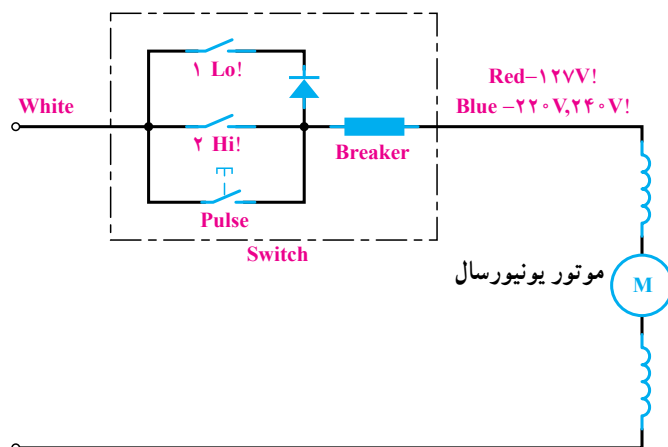 ۱ Lo!
Red–۱۲۷V!
White
Blue –۲۲۰V,۲۴۰V!
۲ Hi!
Breaker
Pulse
Switch
موتور یونیورسال
M